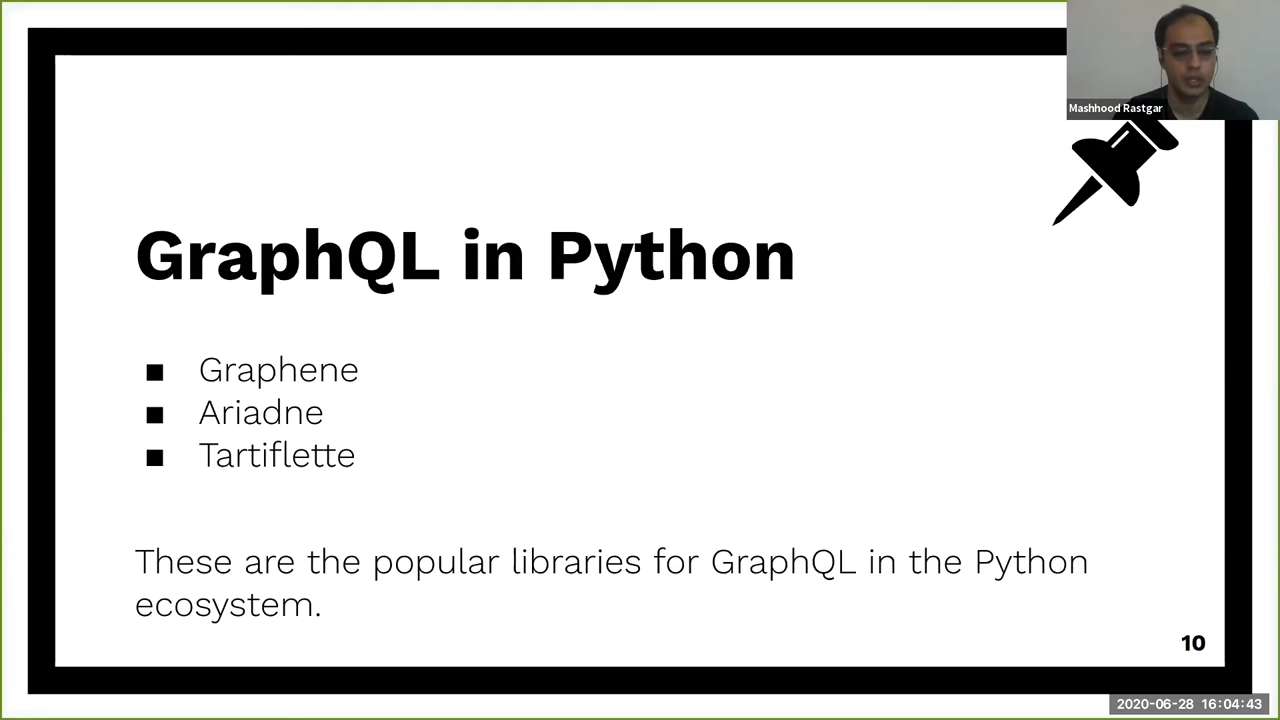 Mashhood Rastgar
GraphQL in Python
■ Graphene
■ Ariadne
■ Tartiflette
These are the popular libraries for GraphQL in the Python
ecosystem.
10
2020-06-28 16:04:43